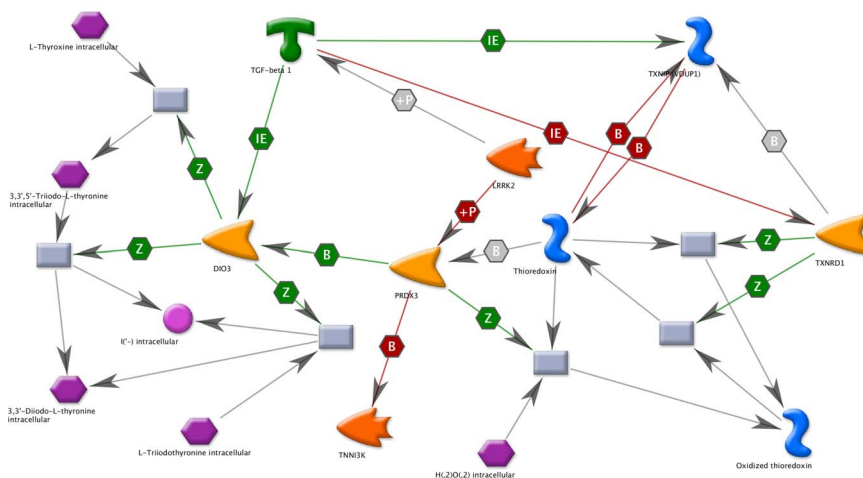 L-Thyroxine intracellular
TGF-beta 1
IE
TXNIP(VDUP1)
+P
IE
IE
B
B
B
Z
3,3',5'-Triiodo-L-thyronine
intracellular
LRRK2
+P
Z
DIO3
B
B
Thioredoxin
Z
TXNRD1
Z
PRDX3
Z
Z
I('-) intracellular
B
3,3'-Diiodo-L-thyronine
intracellular
L-Triiodothyronine intracellular
TNNI3K
H(,2)O(,2) intracellular
Oxidized thioredoxin